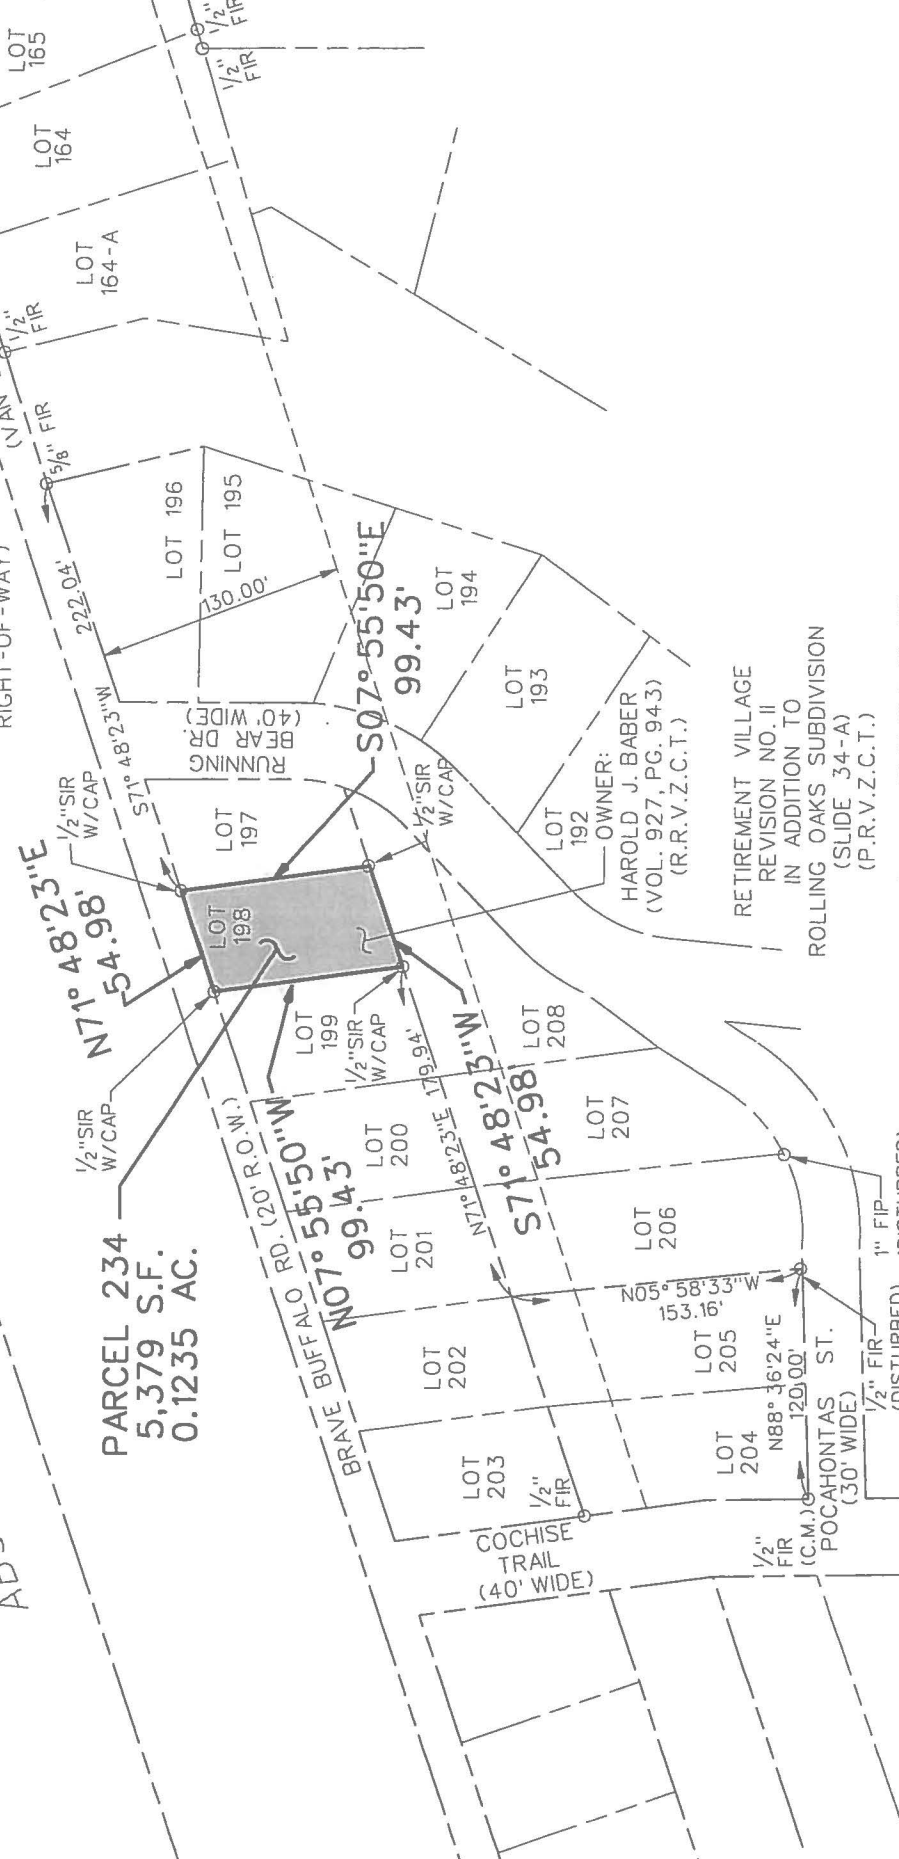 LOT
165
1/2"
FIR
1/2"
FIR
LOT
164
LOT
164-A
1/2"
FIR
(VAN
5/8" FIR
RIGHT-OF-WAY)
222.04'
LOT 196
LOT 195
130.00'
S71° 48'23"W
RUNNING
BEAR DR.
(40' WIDE)
S07° 55'50"E
99.43'
LOT
194
LOT
193
LOT
192
OWNER:
HAROLD J. BABER
(VOL. 927, PG. 943)
(R.R.V.Z.C.T.)
RETIREMENT VILLAGE
REVISION NO. II
IN ADDITION TO
ROLLING OAKS SUBDIVISION
(SLIDE 34-A)
(P.R.V.Z.C.T.)
1/2"SIR
W/CAP
LOT
197
1/2"SIR
W/CAP
N71° 48'23"E
54.98'
LOT
198
1/2"SIR
W/CAP
LOT
199
1/2"SIR
W/CAP
PARCEL 234
5,379 S.F.
0.1235 AC.
BRAVE BUFFALO RD. (20' R.O.W.)
N07° 55'50"W
99.43'
LOT
200
LOT
201
N71° 48'23"E 179.94'
S71° 48'23"W
54.98'
LOT
208
LOT
207
LOT
206
N05° 58'33"W
153.16'
LOT
202
LOT
205
LOT
203
LOT
204
N88° 36'24"E
120.00'
1/2"
FIR
COCHISE
TRAIL
(40' WIDE)
1/2"
FIR
(C.M.)
POCAHONTAS ST.
(30' WIDE)
1/2" FIR
(DISTURBED)
1" FIP